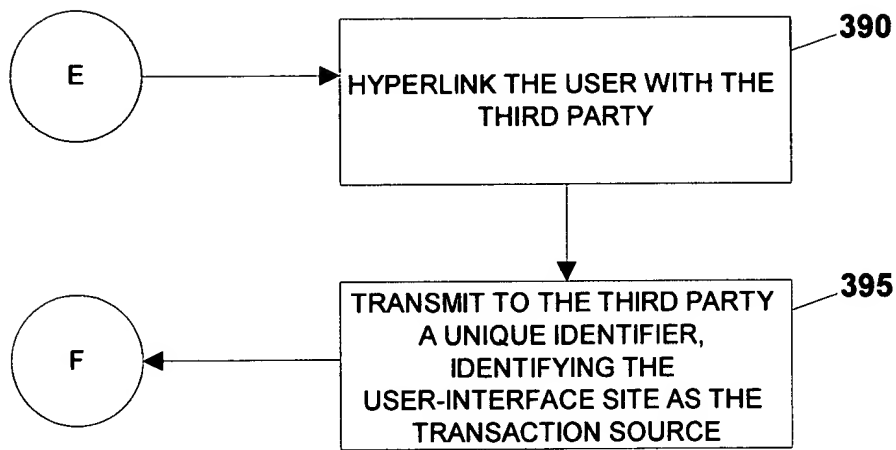 390
E
HYPERLINK THE USER WITH THE
THIRD PARTY
395
TRANSMIT TO THE THIRD PARTY
A UNIQUE IDENTIFIER,
IDENTIFYING THE
USER-INTERFACE SITE AS THE
TRANSACTION SOURCE
F